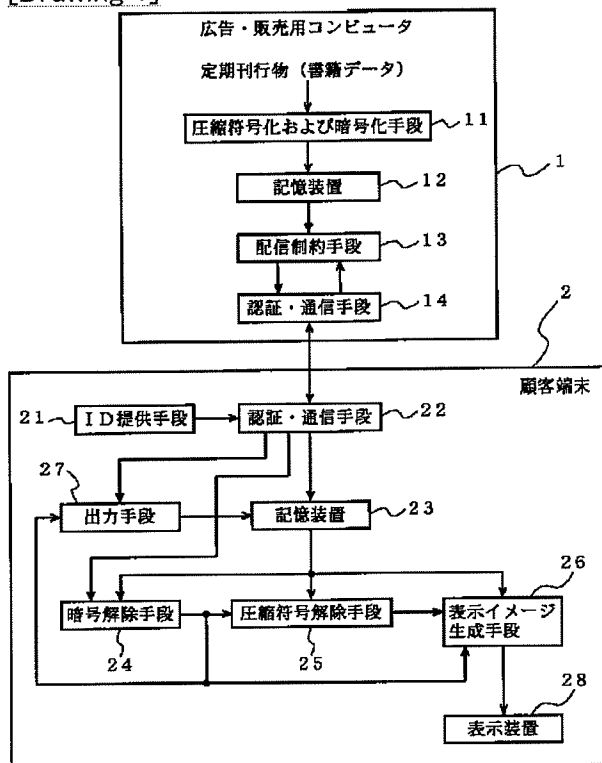 広告・販売用コンピュータ
定期刊行物（書籍データ）
圧縮符号化および暗号化手段
11
記憶装置
12
1
配信制約手段
13
認証・通信手段
14
2
顧客端末
21
ID提供手段
認証・通信手段
22
27
出力手段
記憶装置
23
26
暗号解除手段
圧縮符号解除手段
表示イメージ
生成手段
24
25
28
表示装置